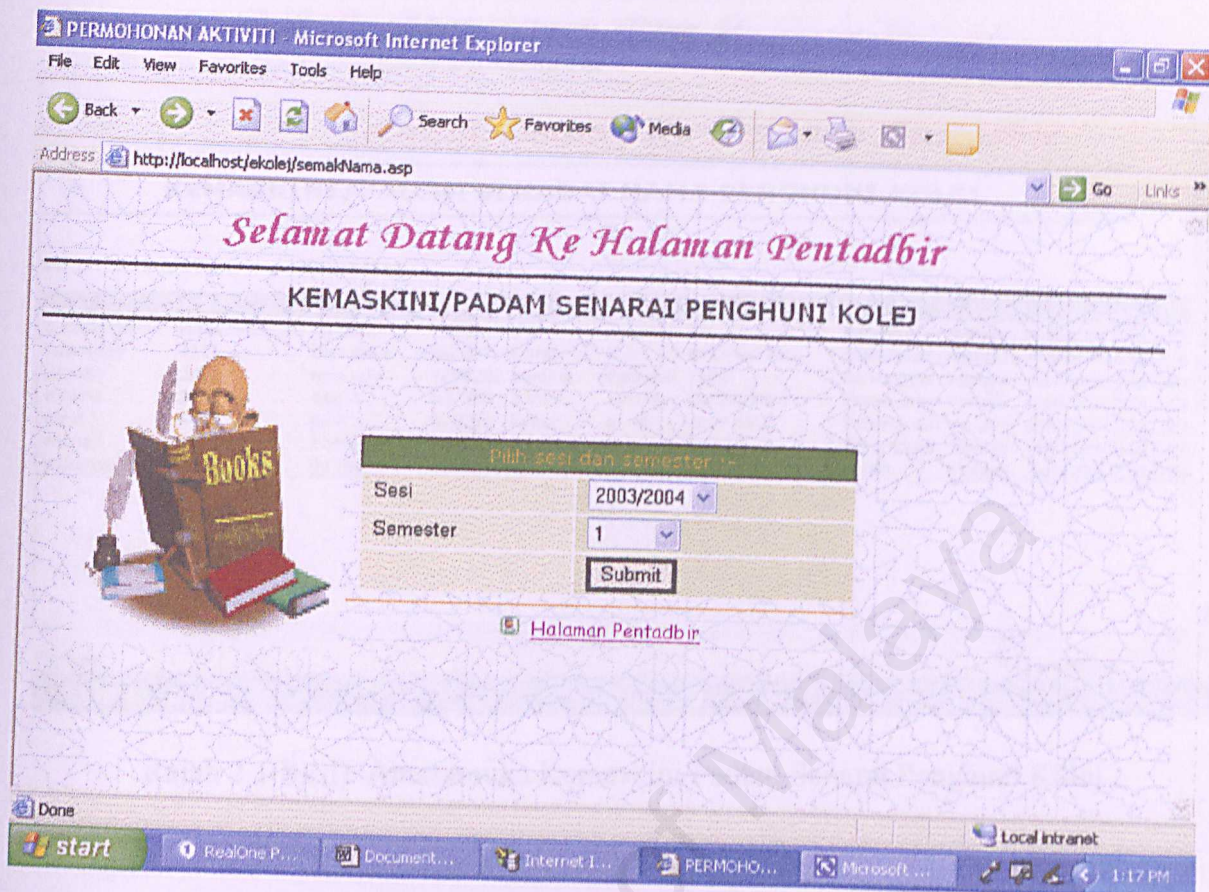 PERMOHONAN AKTIVITI - Microsoft Internet Explorer
File Edit View Favorites Tools Help
Back Search Favorites Media
Address http://localhost/ekolej/semakNama.asp Go Links »
Selamat Datang Ke Halaman Pentadbir
KEMASKINI/PADAM SENARAI PENGHUNI KOLEJ
Books
Pilih sesi dan semester :-
Sesi 2003/2004
Semester 1
Submit
Halaman Pentadbir
Done Local intranet
start RealOne P... Document... Internet I... PERMOHO... Microsoft ... 1:17 PM
of Malaya